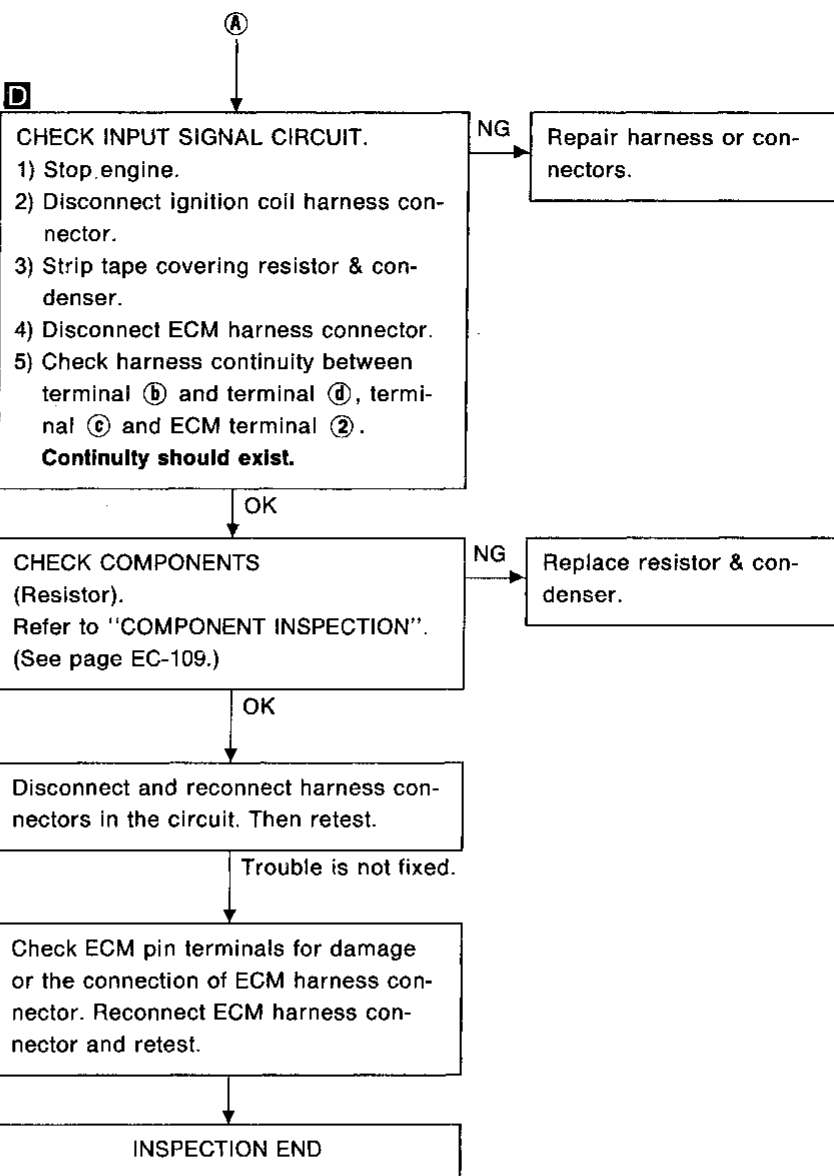 Ⓐ
D
CHECK INPUT SIGNAL CIRCUIT.
1) Stop engine.
2) Disconnect ignition coil harness con-
nector.
3) Strip tape covering resistor & con-
denser.
4) Disconnect ECM harness connector.
5) Check harness continuity between
terminal ⓑ and terminal ⓓ, termi-
nal ⓒ and ECM terminal ②.
Continuity should exist.
NG
Repair harness or con-
nectors.
OK
CHECK COMPONENTS
(Resistor).
Refer to "COMPONENT INSPECTION".
(See page EC-109.)
NG
Replace resistor & con-
denser.
OK
Disconnect and reconnect harness con-
nectors in the circuit. Then retest.
Trouble is not fixed.
Check ECM pin terminals for damage
or the connection of ECM harness con-
nector. Reconnect ECM harness con-
nector and retest.
INSPECTION END